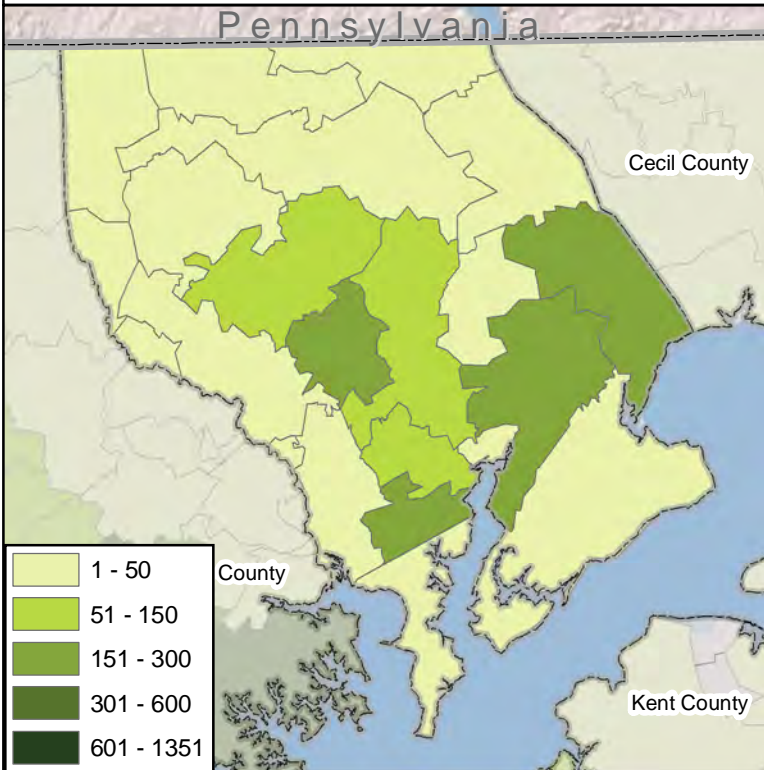 Pennsylvania
Cecil County
1 - 50
County
51 - 150
151 - 300
301 - 600
Kent County
601 - 1351